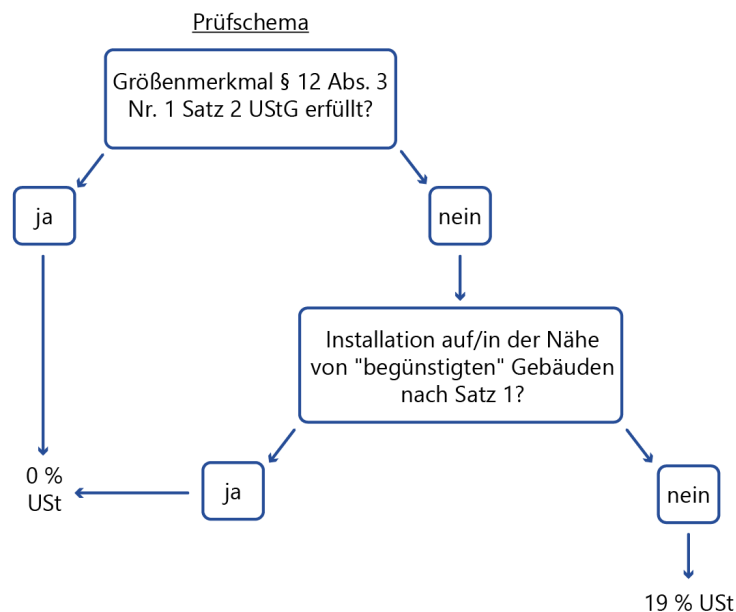 Prüfschema
Größenmerkmal § 12 Abs. 3
Nr. 1 Satz 2 UStG erfüllt?
ja
nein
Installation auf/in der Nähe
von "begünstigten" Gebäuden
nach Satz 1?
0 %
USt
ja
nein
19 % USt